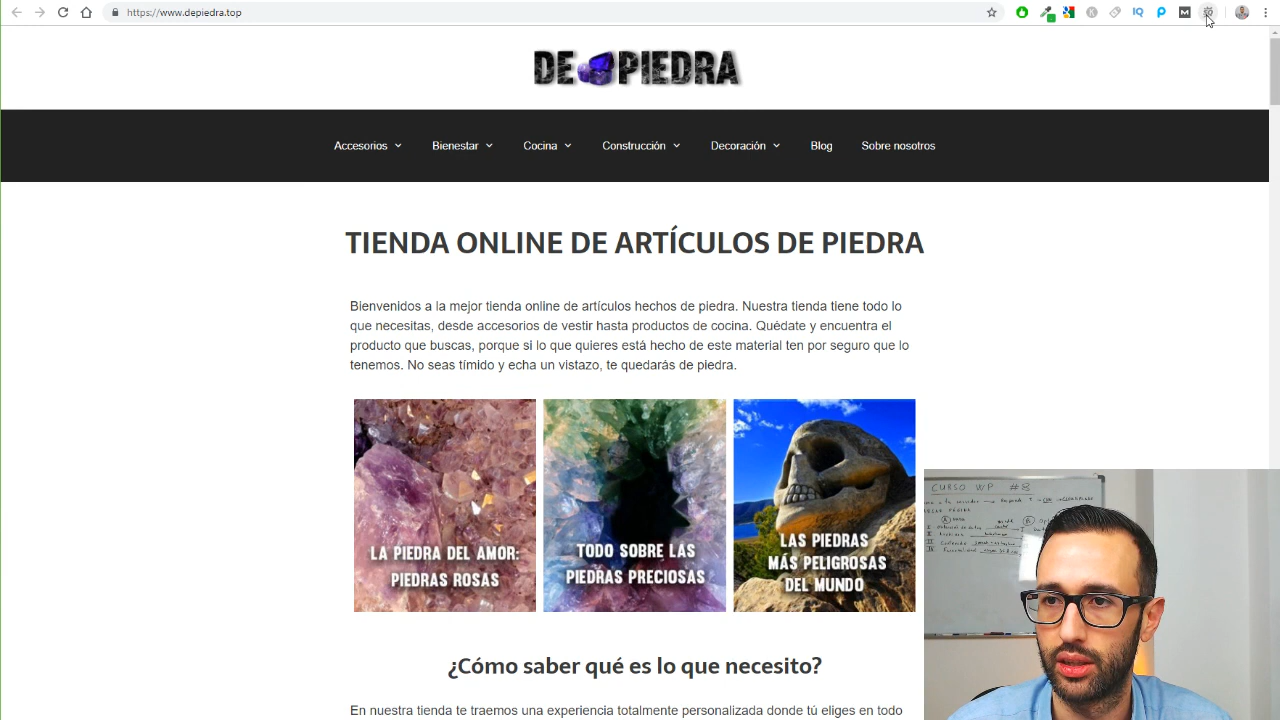 https://www.depiedra.top
IQ
DE PIEDRA
Accesorios
Bienestar
Cocina
Construcción
Decoración
Blog
Sobre nosotros
TIENDA ONLINE DE ARTÍCULOS DE PIEDRA
Bienvenidos a la mejor tienda online de artículos hechos de piedra. Nuestra tienda tiene todo lo
que necesitas, desde accesorios de vestir hasta productos de cocina. Quédate y encuentra el
producto que buscas, porque si lo que quieres está hecho de este material ten por seguro que lo
tenemos. No seas tímido y echa un vistazo, te quedarás de piedra.
LA PIEDRA DEL AMOR:
PIEDRAS ROSAS
TODO SOBRE LAS
PIEDRAS PRECIOSAS
LAS PIEDRAS
MÁS PELIGROSAS
DEL MUNDO
CURSO WP #8
¿Cómo saber qué es lo que necesito?
En nuestra tienda te traemos una experiencia totalmente personalizada donde tú eliges en todo